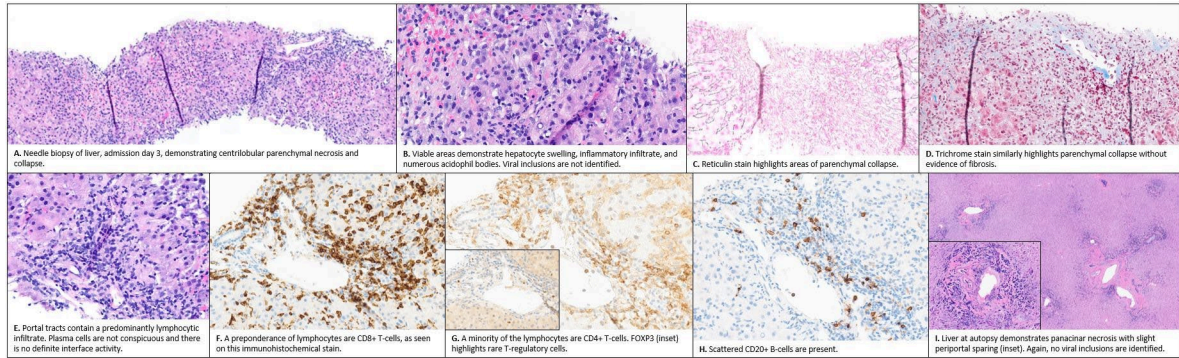 A. Needle biopsy of liver, admission day 3, demonstrating centrilobular parenchymal necrosis and
collapse.
B. Viable areas demonstrate hepatocyte swelling, inflammatory infiltrate, and
numerous acidophil bodies. Viral inclusions are not identified.
C. Reticulin stain highlights areas of parenchymal collapse.
D. Trichrome stain similarly highlights parenchymal collapse without
evidence of fibrosis.
E. Portal tracts contain a predominantly lymphocytic
infiltrate. Plasma cells are not conspicuous and there
is no definite interface activity.
F. A preponderance of lymphocytes are CD8+ T-cells, as seen
on this immunohistochemical stain.
G. A minority of the lymphocytes are CD4+ T-cells. FOXP3 (inset)
highlights rare T-regulatory cells.
H. Scattered CD20+ B-cells are present.
I. Liver at autopsy demonstrates panacinar necrosis with slight
periportal sparing (inset). Again, no viral inclusions are identified.